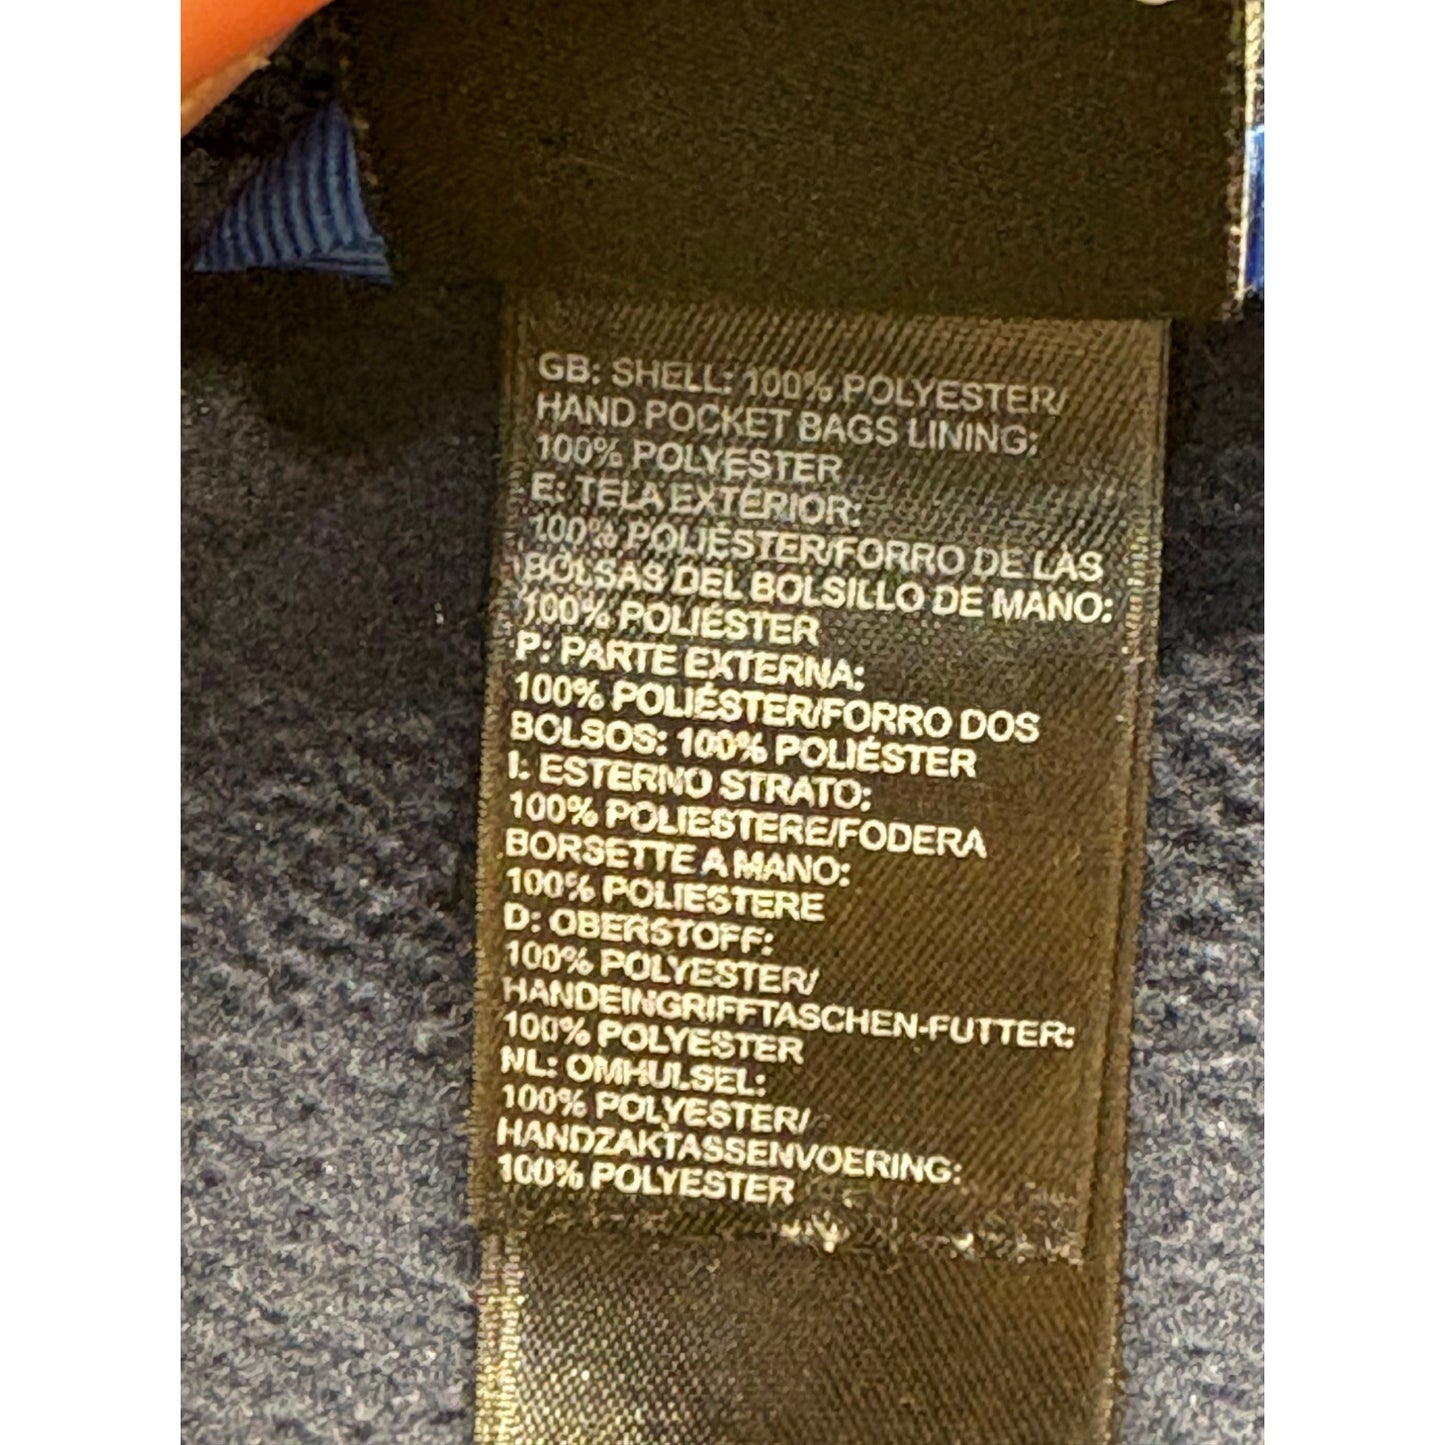 GB: SHELL: 100% POLYESTER/
HAND POCKET BAGS LINING:
100% POLYESTER
E: TELA EXTERIOR:
100% POLIÉSTER/FORRO DE LAS
BOLSAS DEL BOLSILLO DE MANO:
100% POLIÉSTER
P: PARTE EXTERNA:
100% POLIÉSTER/FORRO DOS
BOLSOS: 100% POLIÉSTER
I: ESTERNO STRATO:
100% POLIESTERE/FODERA
BORSETTE A MANO:
100% POLIESTERE
D: OBERSTOFF:
100% POLYESTER/
HANDEINGRIFFTASCHEN-FUTTER:
100% POLYESTER
NL: OMHULSEL:
100% POLYESTER/
HANDZAKTASSENVOERING:
100% POLYESTER